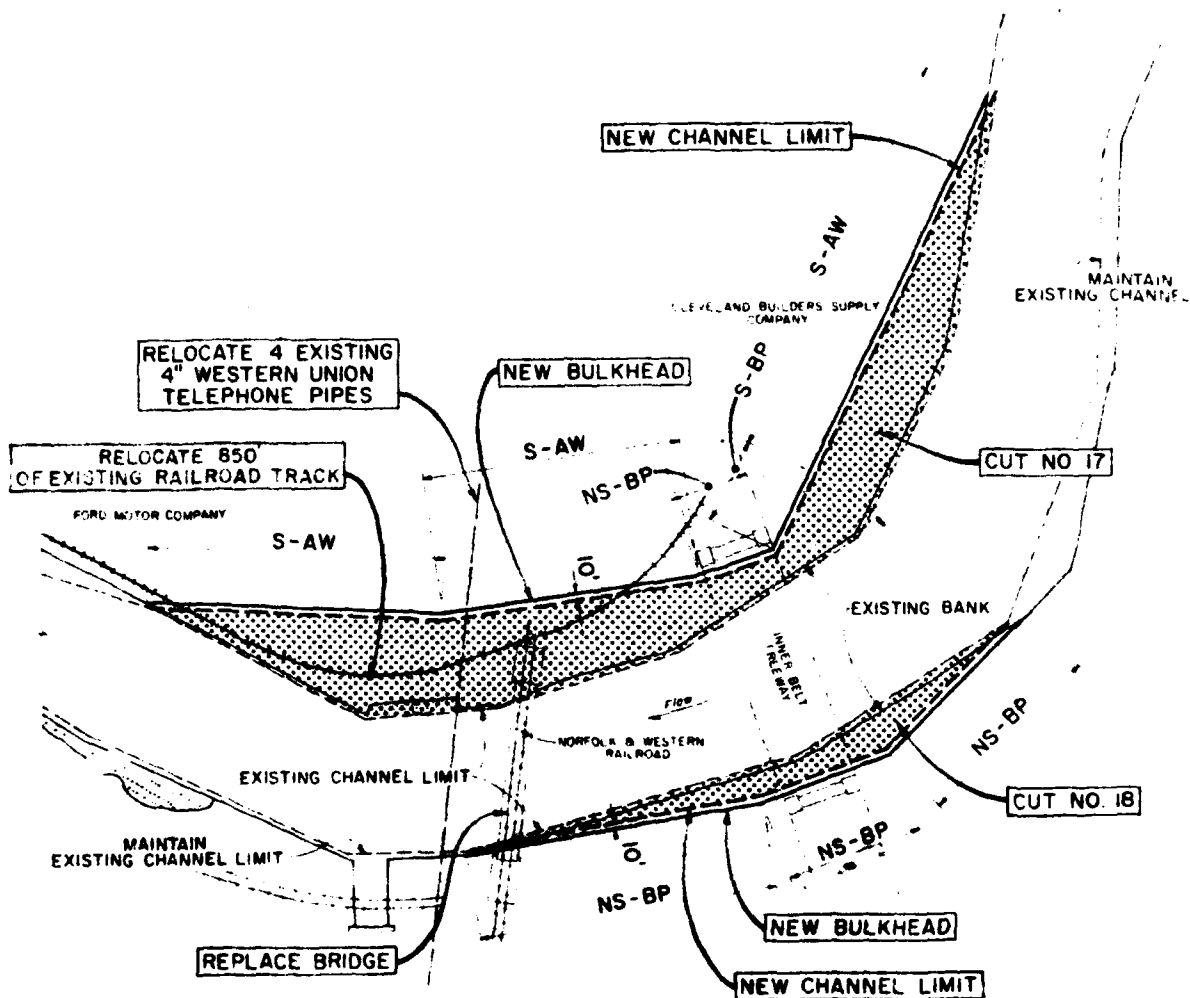 NEW CHANNEL LIMIT
S-AW
MAINTAIN
EXISTING CHANNEL
BUILDERS SUPPLY
COMPANY
RELOCATE 4 EXISTING
4" WESTERN UNION
TELEPHONE PIPES
NEW BULKHEAD
S-BP
S-AW
RELOCATE 850'
OF EXISTING RAILROAD TRACK
NS-BP
CUT NO 17
FORD MOTOR COMPANY
S-AW
10'
EXISTING BANK
INNER BELT
Flow
NORFOLK & WESTERN
RAILROAD
NS-BP
EXISTING CHANNEL LIMIT
CUT NO. 18
MAINTAIN
EXISTING CHANNEL LIMIT
10'
NS-BP
NS-BP
NEW BULKHEAD
REPLACE BRIDGE
NEW CHANNEL LIMIT